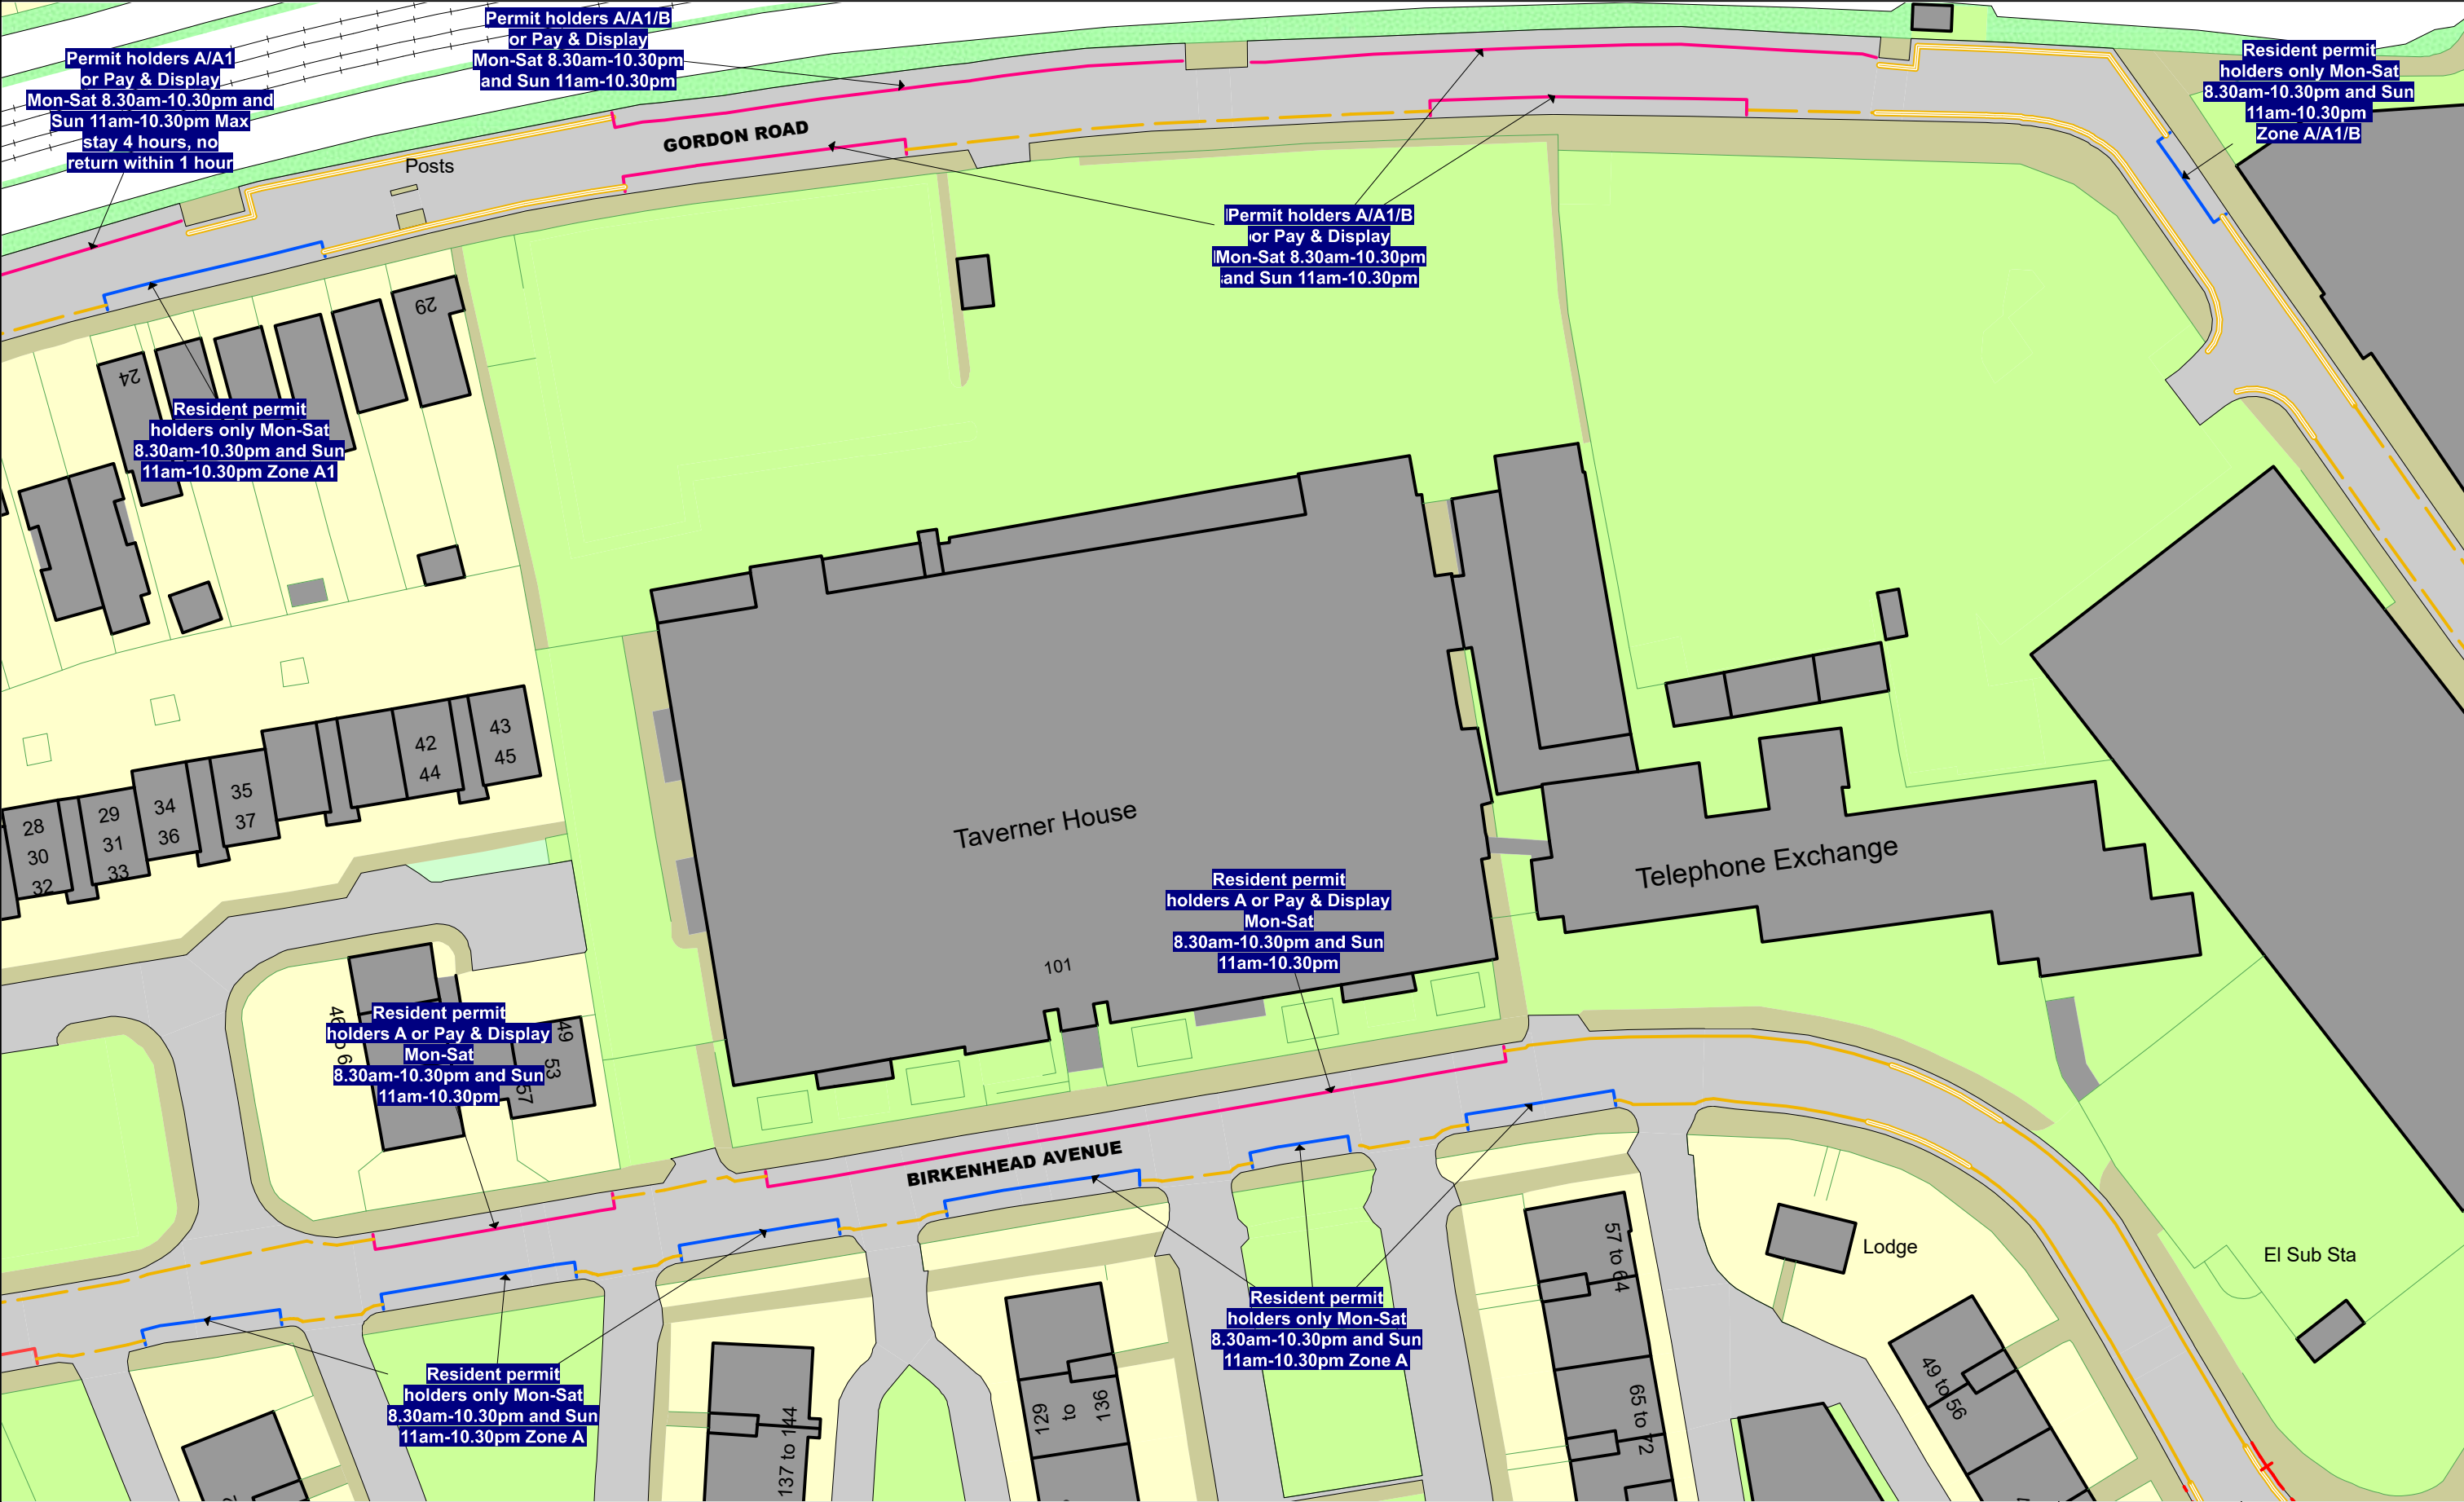 Permit holders A/A1/B
or Pay & Display
Mon-Sat 8.30am-10.30pm
and Sun 11am-10.30pm
Permit holders A/A1
or Pay & Display
Mon-Sat 8.30am-10.30pm and
Sun 11am-10.30pm Max
stay 4 hours, no
return within 1 hour
Resident permit
holders only Mon-Sat
8.30am-10.30pm and Sun
11am-10.30pm
Zone A/A1/B
GORDON ROAD
Posts
Permit holders A/A1/B
or Pay & Display
Mon-Sat 8.30am-10.30pm
and Sun 11am-10.30pm
29
24
Resident permit
holders only Mon-Sat
8.30am-10.30pm and Sun
11am-10.30pm Zone A1
43
45
42
44
35
37
34
36
29
31
33
28
30
32
Taverner House
Telephone Exchange
101
Resident permit
holders A or Pay & Display
Mon-Sat
8.30am-10.30pm and Sun
11am-10.30pm
Resident permit
holders A or Pay & Display
Mon-Sat
8.30am-10.30pm and Sun
11am-10.30pm
49
53
57
BIRKENHEAD AVENUE
57 to 64
Lodge
El Sub Sta
Resident permit
holders only Mon-Sat
8.30am-10.30pm and Sun
11am-10.30pm Zone A
Resident permit
holders only Mon-Sat
8.30am-10.30pm and Sun
11am-10.30pm Zone A
49 to 56
65 to 72
129
to
136
137 to 144